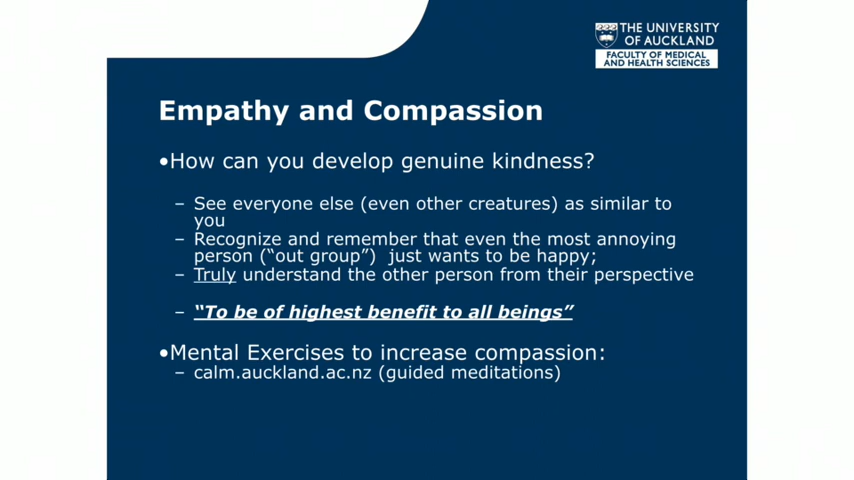 THE UNIVERSITY
OF AUCKLAND
FACULTY OF MEDICAL
AND HEALTH SCIENCES
Empathy and Compassion
•How can you develop genuine kindness?
– See everyone else (even other creatures) as similar to
you
– Recognize and remember that even the most annoying
person (“out group”)  just wants to be happy;
– Truly understand the other person from their perspective
– “To be of highest benefit to all beings”
•Mental Exercises to increase compassion:
– calm.auckland.ac.nz (guided meditations)